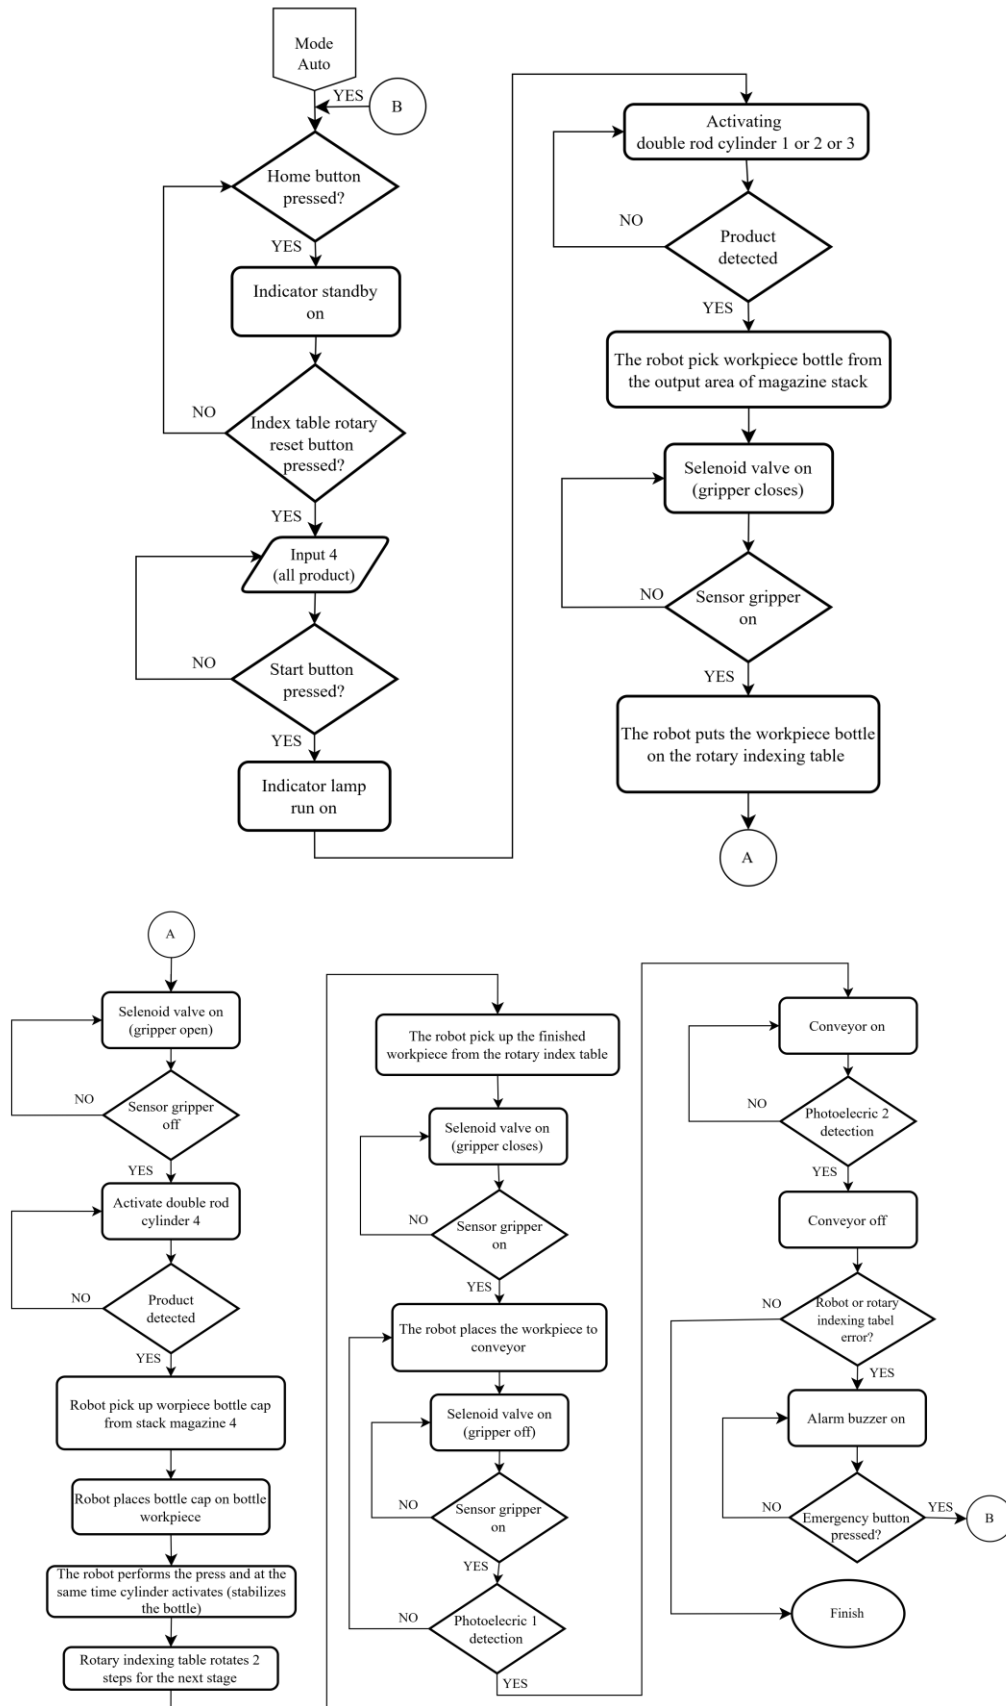 Mode
Auto
YES
B
Home button
pressed?
YES
Indicator standby
on
NO
Index table rotary
reset button
pressed?
YES
Input 4
(all product)
NO
Start button
pressed?
YES
Indicator lamp
run on
Activating
double rod cylinder 1 or 2 or 3
NO
Product
detected
YES
The robot pick workpiece bottle from
the output area of magazine stack
Selenoid valve on
(gripper closes)
NO
Sensor gripper
on
YES
The robot puts the workpiece bottle
on the rotary indexing table
A
A
Selenoid valve on
(gripper open)
NO
Sensor gripper
off
YES
Activate double rod
cylinder 4
NO
Product
detected
YES
Robot pick up worpiece bottle cap
from stack magazine 4
Robot places bottle cap on bottle
workpiece
The robot performs the press and at the
same time cylinder activates (stabilizes
the bottle)
Rotary indexing table rotates 2
steps for the next stage
The robot pick up the finished
workpiece from the rotary index table
Selenoid valve on
(gripper closes)
NO
Sensor gripper
on
YES
The robot places the workpiece to
conveyor
Selenoid valve on
(gripper off)
NO
Sensor gripper
on
YES
NO
Photoelecric 1
detection
YES
Conveyor on
NO
Photoelecric 2
detection
YES
Conveyor off
NO
Robot or rotary
indexing tabel
error?
YES
Alarm buzzer on
NO
Emergency button
pressed?
YES
B
Finish